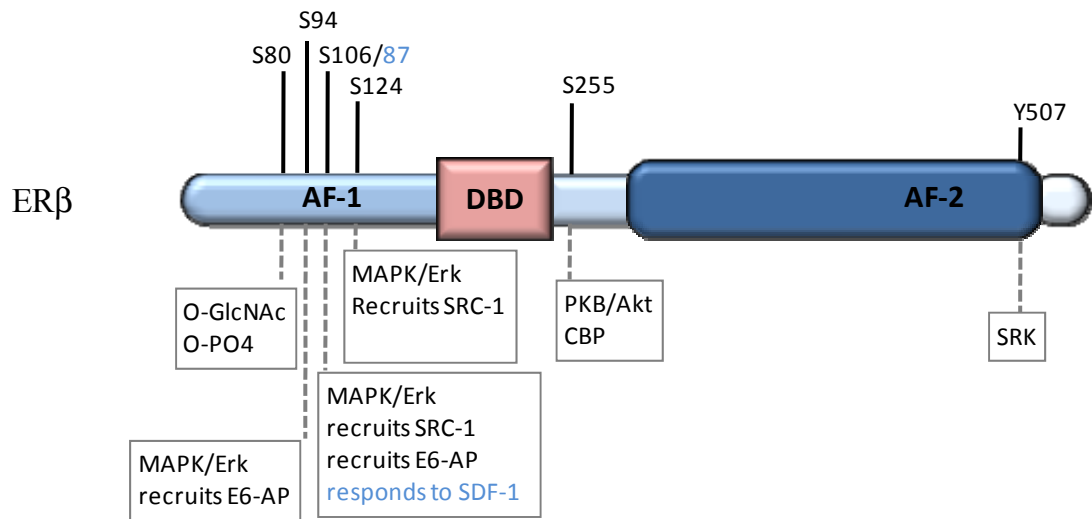 S94
S80
S106/87
S124
S255
Y507
ERβ
AF-1
DBD
AF-2
MAPK/Erk
Recruits SRC-1
O-GlcNAc
O-PO4
PKB/Akt
CBP
SRK
MAPK/Erk
recruits SRC-1
recruits E6-AP
responds to SDF-1
MAPK/Erk
recruits E6-AP